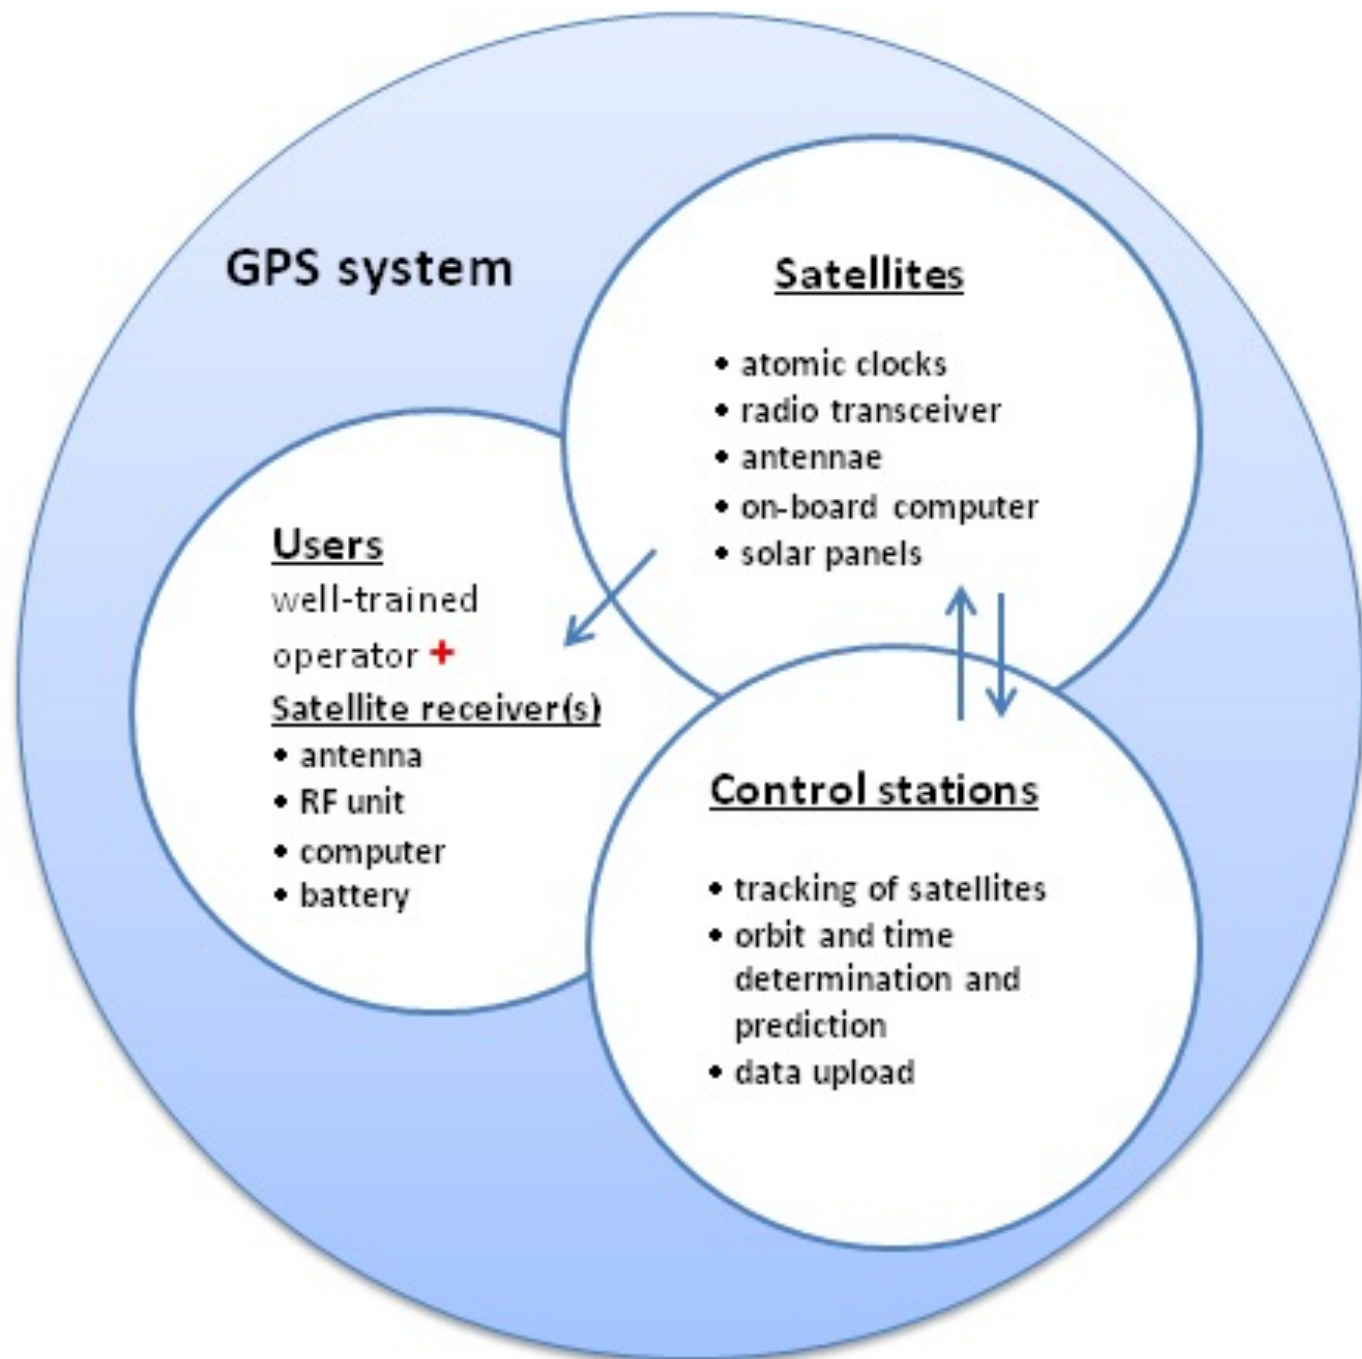 GPS system
Satellites
• atomic clocks
• radio transceiver
• antennae
• on-board computer
• solar panels
Users
well-trained
operator +
Satellite receiver(s)
• antenna
• RF unit
• computer
• battery
Control stations
• tracking of satellites
• orbit and time
determination and
prediction
• data upload